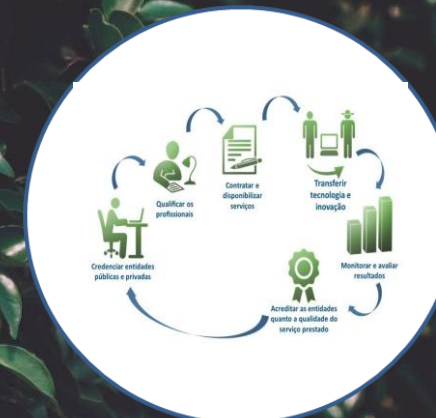 Credenciar entidades
públicas e privadas
Qualificar os
profissionais
Contratar e
disponibilizar
serviços
Transferir
tecnologia e
inovação
Monitorar e avaliar
resultados
Acreditar as entidades
quanto a qualidade do
serviço prestado